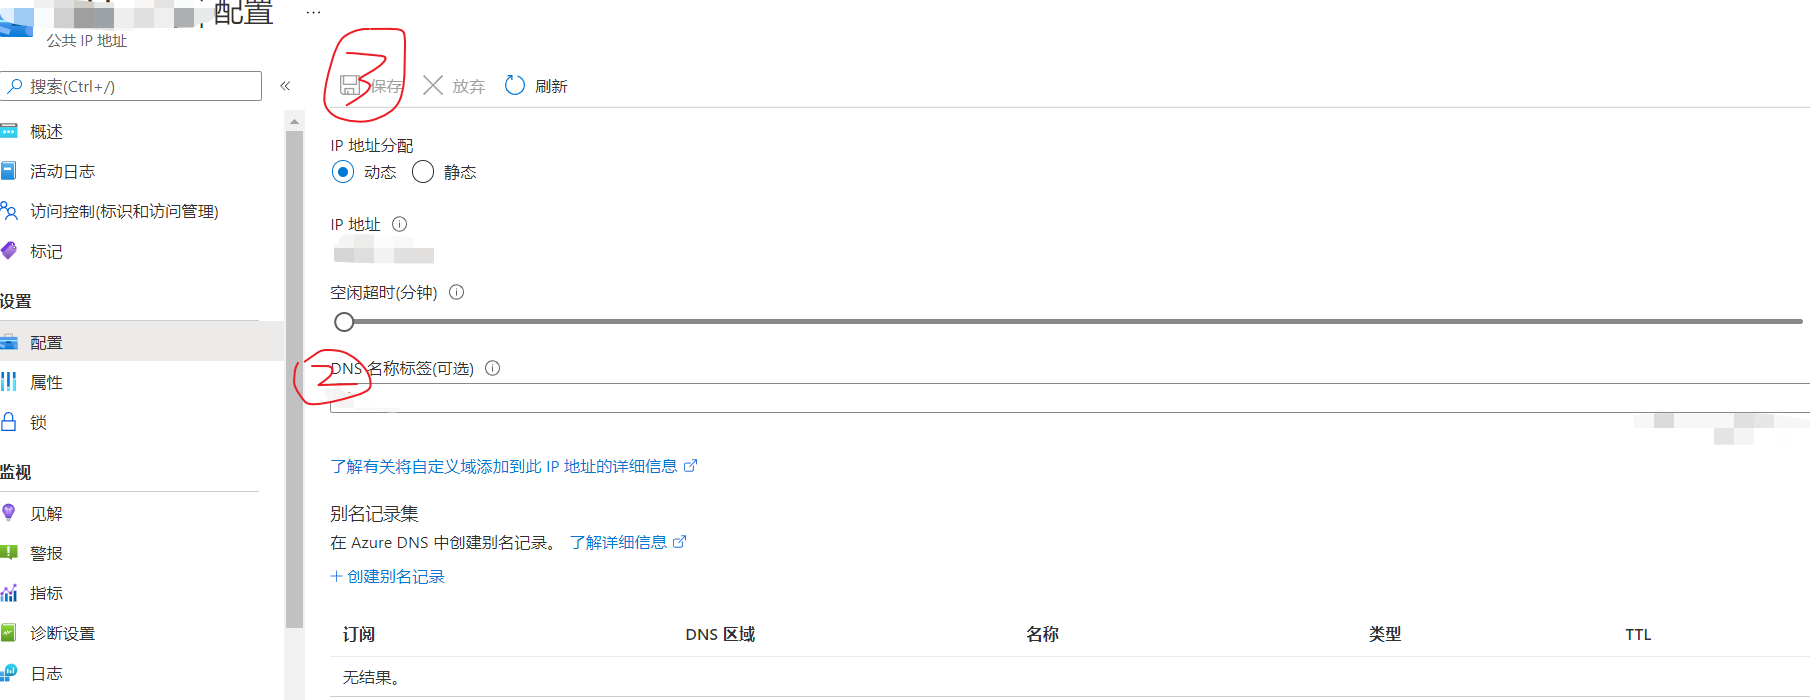 配置
...
公共 IP 地址
搜索(Ctrl+/)
«
3
保存
放弃
刷新
概述
活动日志
访问控制(标识和访问管理)
标记
设置
配置
属性
锁
监视
见解
警报
指标
诊断设置
日志
IP 地址分配
动态
静态
IP 地址
空闲超时(分钟)
2
DNS 名称标签(可选)
了解有关将自定义域添加到此 IP 地址的详细信息
别名记录集
在 Azure DNS 中创建别名记录。 了解详细信息
+ 创建别名记录
订阅 DNS 区域 名称 类型 TTL
无结果。